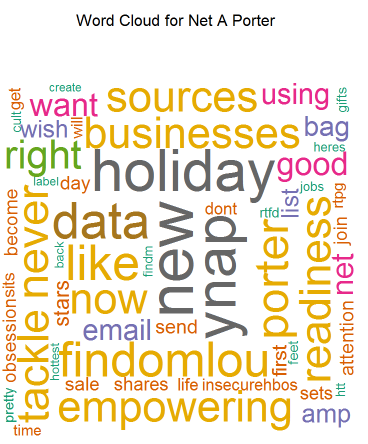 Word Cloud for Net A Porter
create
sources
using
gifts
get
want
cult
wish
will
businesses
bag
heres
right
holiday
good
label
day
list
jobs
rtpg
become
never
data
dont
rtfd
join
back
like
findm
new
ynap
porter
readiness
net
obsessionsits
stars
now
attention
email
send
first
feet
hottest
findomlou
tackle
pretty
sale
shares
life
insecurehbos
sets
htt
empowering
amp
time